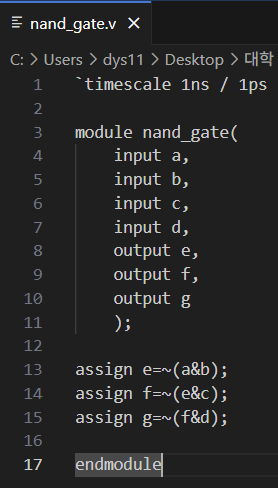 nand_gate.v ×
C: > Users > dys11 > Desktop > 대학
1 `timescale 1ns / 1ps
2
3 module nand_gate(
4 input a,
5 input b,
6 input c,
7 input d,
8 output e,
9 output f,
10 output g
11 );
12
13 assign e=~(a&b);
14 assign f=~(e&c);
15 assign g=~(f&d);
16
17 endmodule